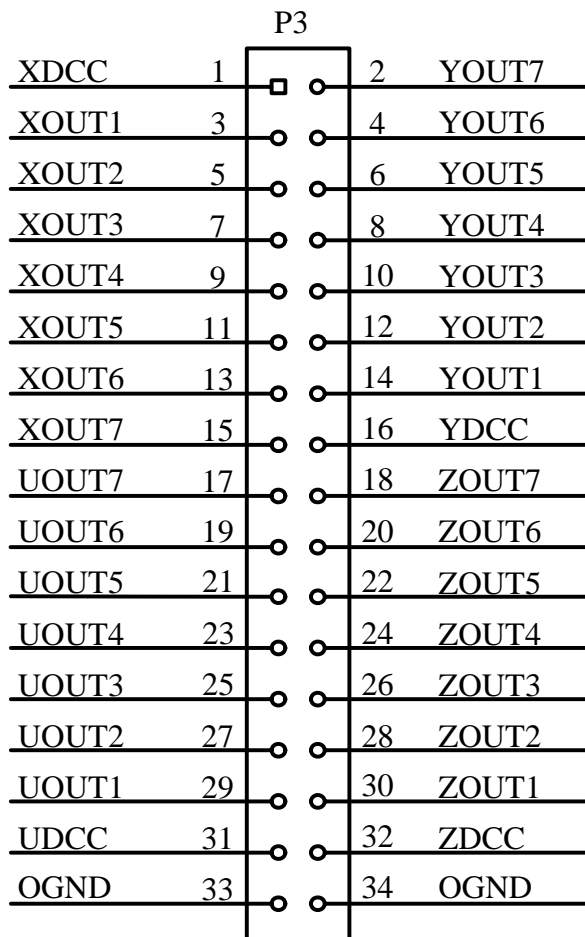 P3
XDCC 1 2 YOUT7
XOUT1 3 4 YOUT6
XOUT2 5 6 YOUT5
XOUT3 7 8 YOUT4
XOUT4 9 10 YOUT3
XOUT5 11 12 YOUT2
XOUT6 13 14 YOUT1
XOUT7 15 16 YDCC
UOUT7 17 18 ZOUT7
UOUT6 19 20 ZOUT6
UOUT5 21 22 ZOUT5
UOUT4 23 24 ZOUT4
UOUT3 25 26 ZOUT3
UOUT2 27 28 ZOUT2
UOUT1 29 30 ZOUT1
UDCC 31 32 ZDCC
OGND 33 34 OGND